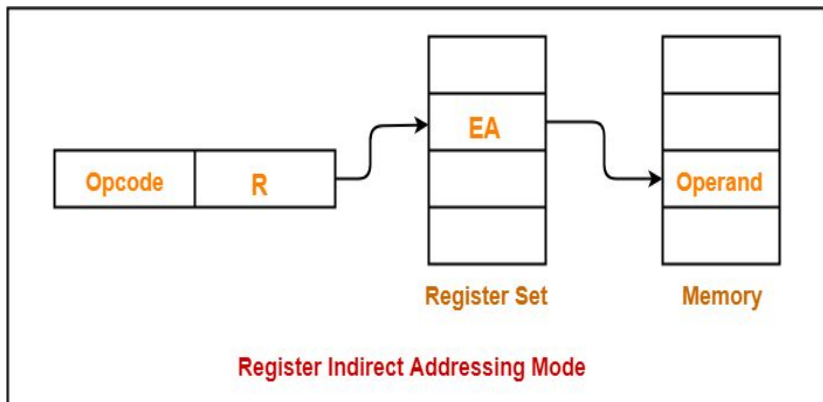 EA
Opcode R Operand
Register Set Memory
Register Indirect Addressing Mode